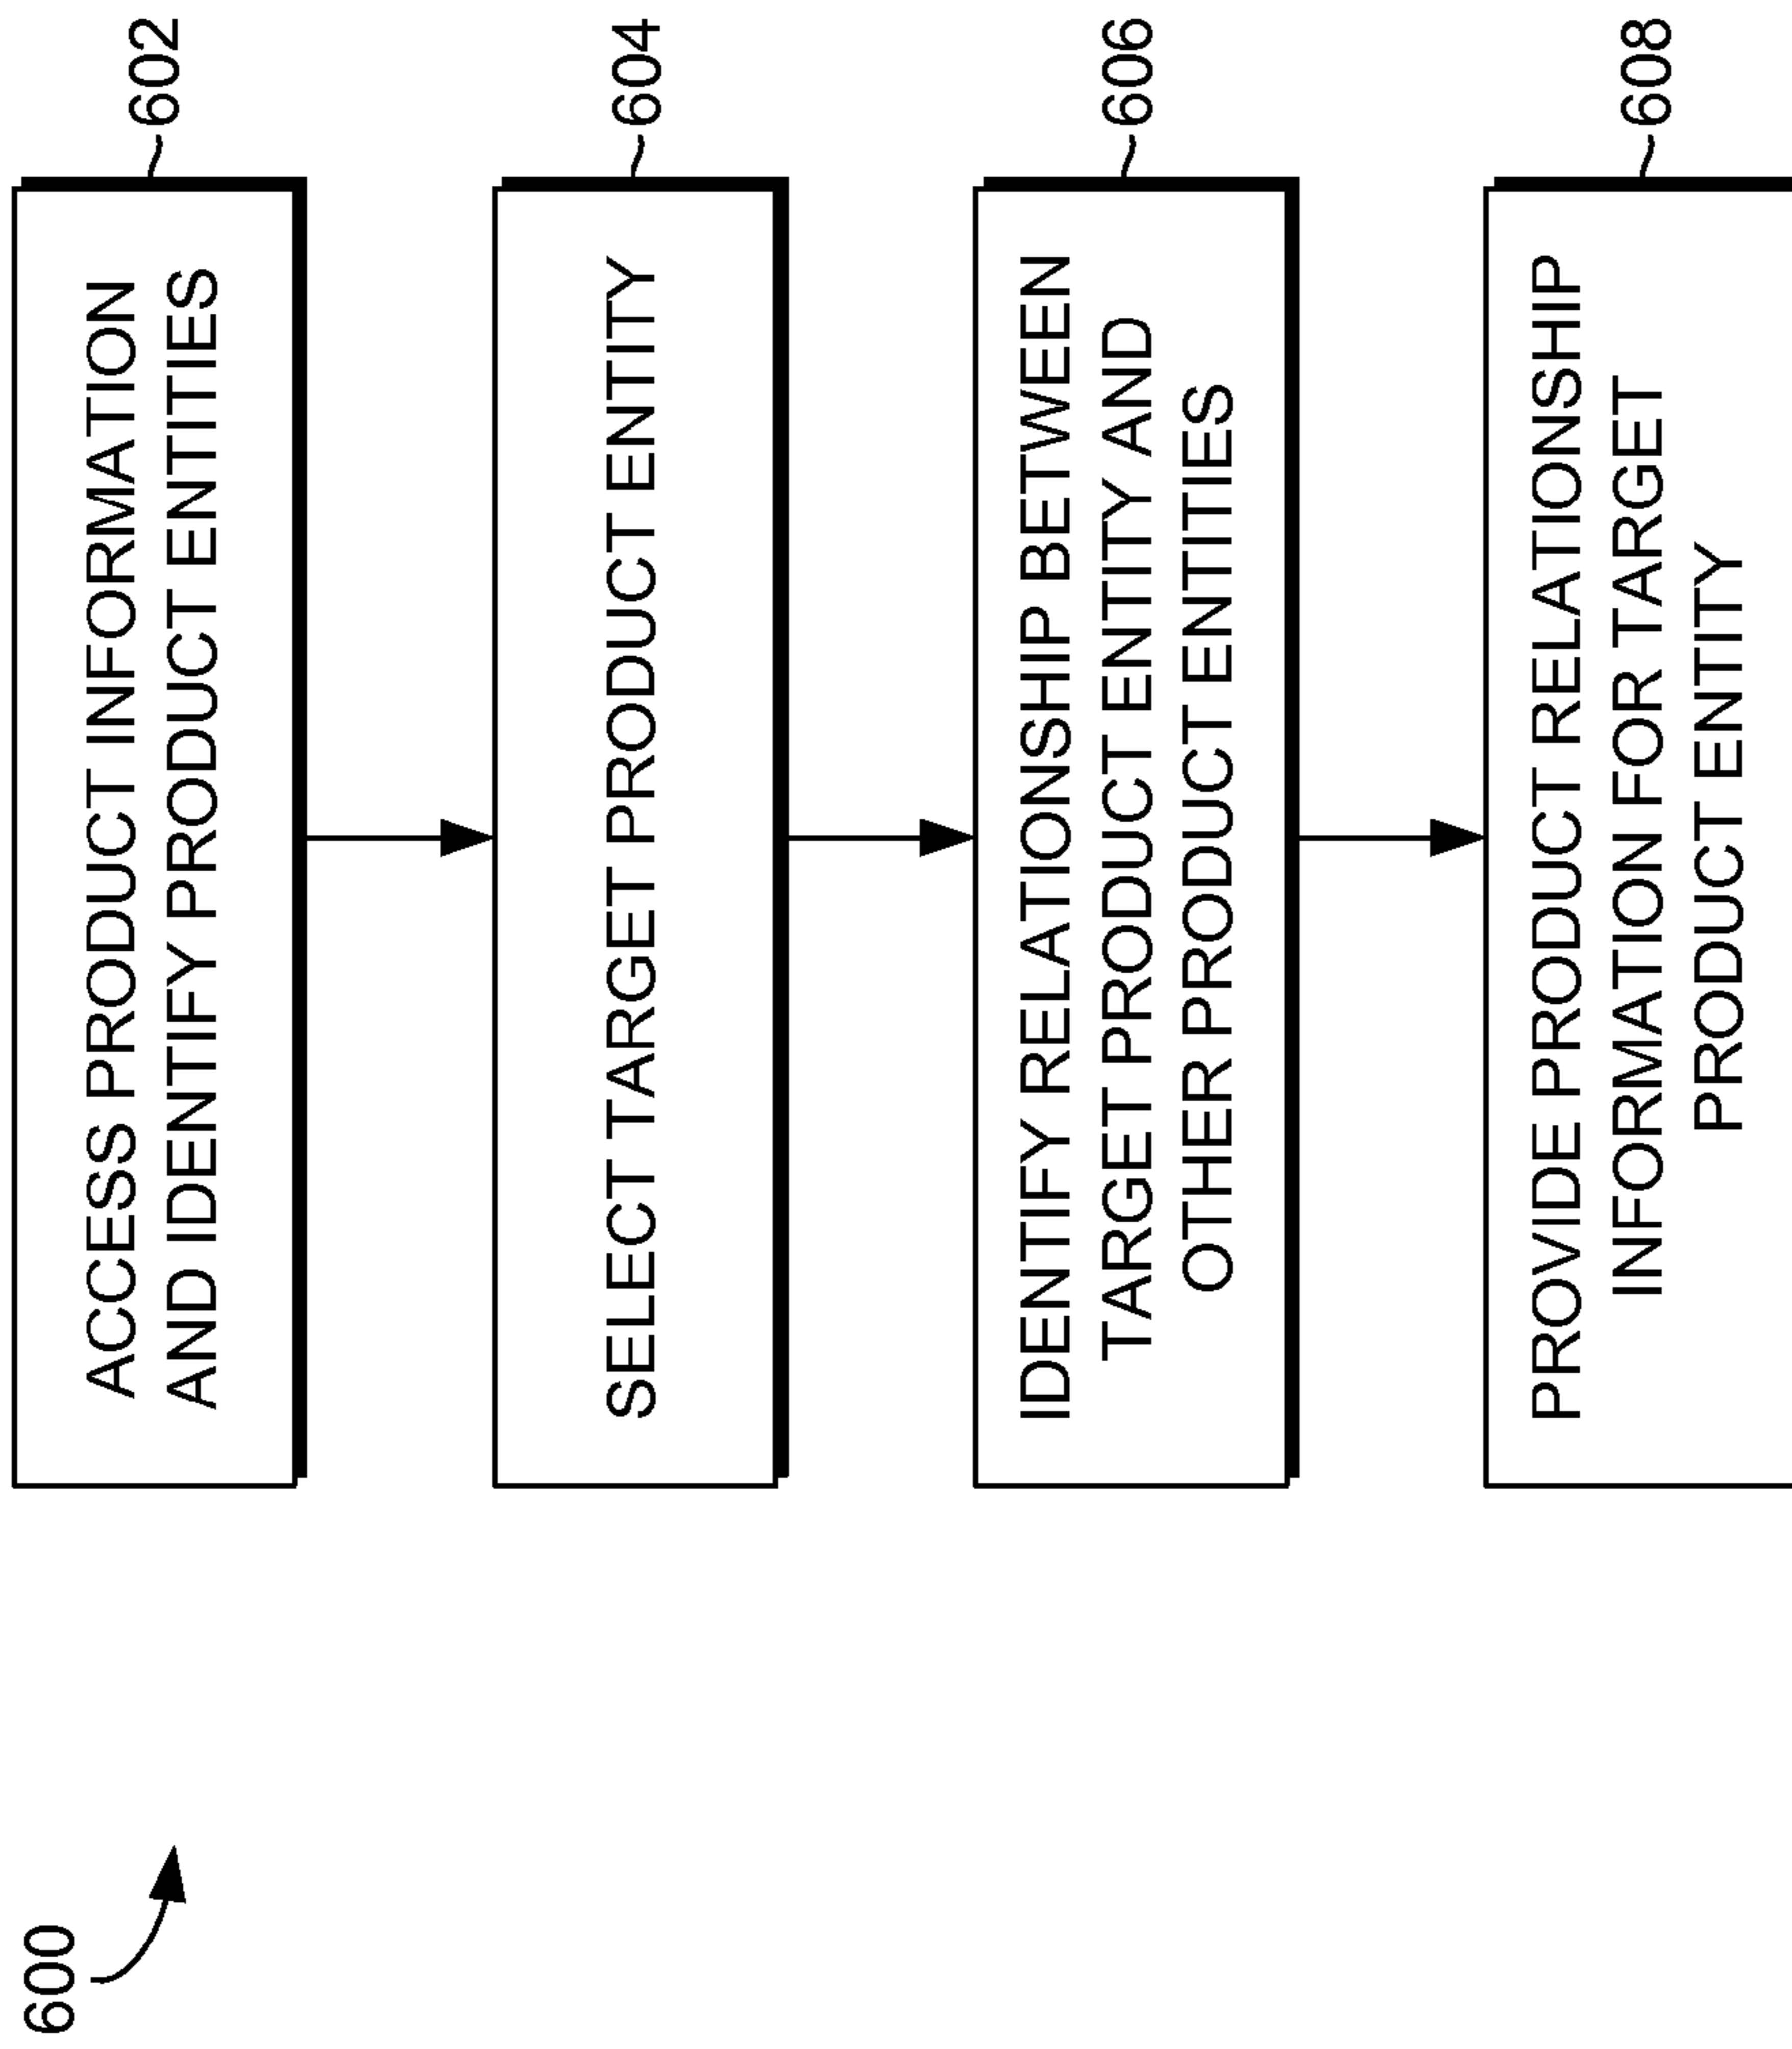 600
ACCESS PRODUCT INFORMATION
AND IDENTIFY PRODUCT ENTITIES
602
SELECT TARGET PRODUCT ENTITY
604
IDENTIFY RELATIONSHIP BETWEEN
TARGET PRODUCT ENTITY AND
OTHER PRODUCT ENTITIES
606
PROVIDE PRODUCT RELATIONSHIP
INFORMATION FOR TARGET
PRODUCT ENTITY
608